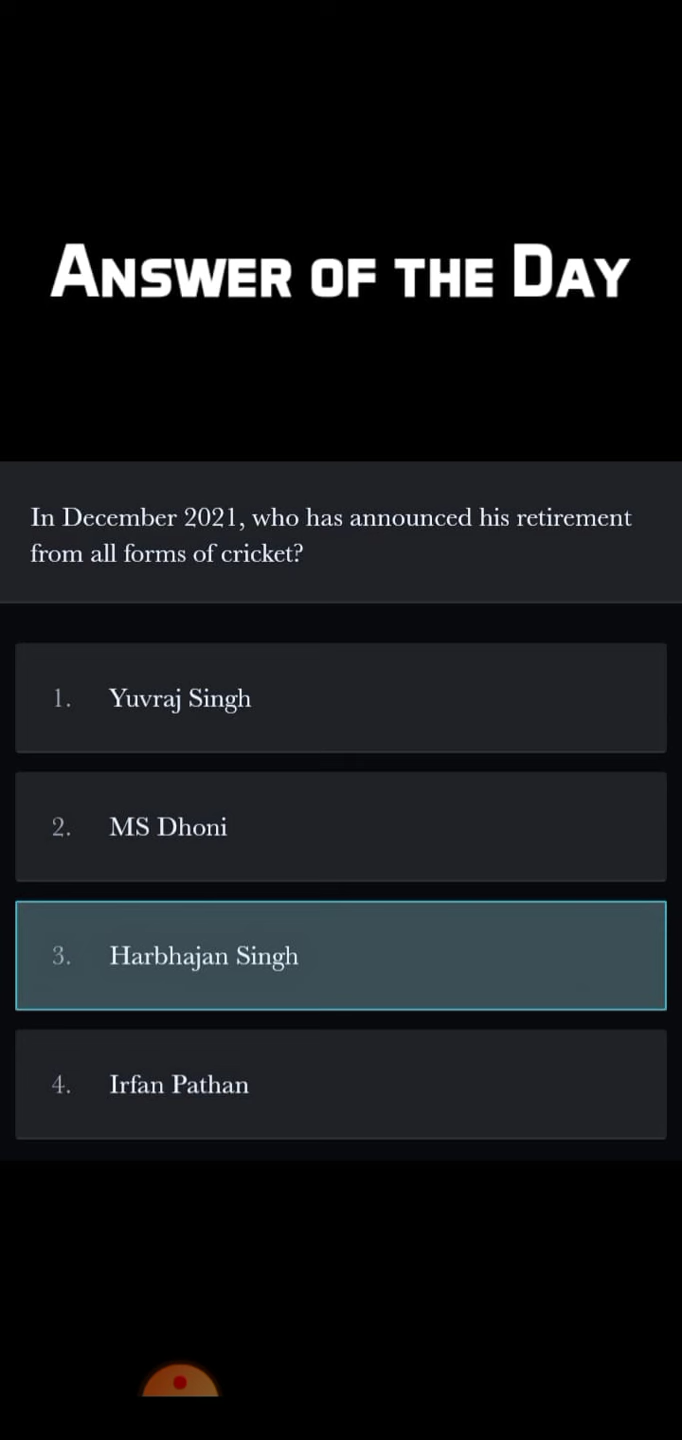 ANSWER OF THE DAY
In December 2021, who has announced his retirement
from all forms of cricket?
1. Yuvraj Singh
2. MS Dhoni
3. Harbhajan Singh
4. Irfan Pathan